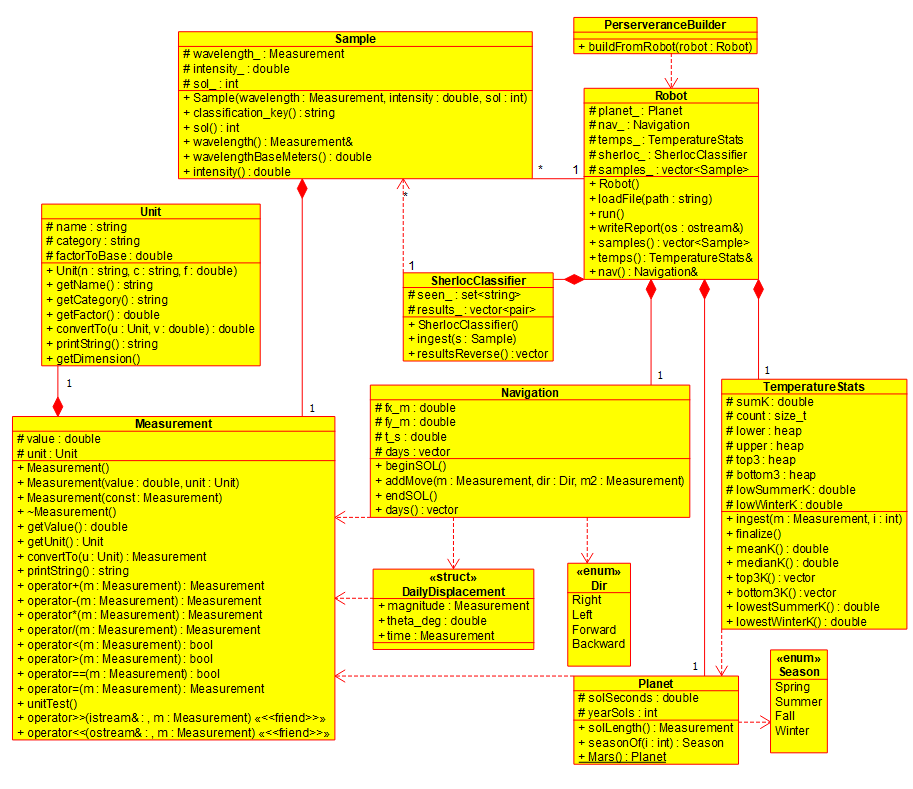 PerserveranceBuilder
+ buildFromRobot(robot : Robot)
Sample
# wavelength_ : Measurement
# intensity_ : double
# sol_ : int
+ Sample(wavelength : Measurement, intensity : double, sol : int)
+ classification_key() : string
+ sol() : int
+ wavelength() : Measurement&
+ wavelengthBaseMeters() : double
+ intensity() : double
Robot
# planet_ : Planet
# nav_ : Navigation
# temps_ : TemperatureStats
# sherloc_ : SherlocClassifier
# samples_ : vector<Sample>
+ Robot()
+ loadFile(path : string)
+ run()
+ writeReport(os : ostream&)
+ samples() : vector<Sample>
+ temps() : TemperatureStats&
+ nav() : Navigation&
*
1
*
1
Unit
# name : string
# category : string
# factorToBase : double
+ Unit(n : string, c : string, f : double)
+ getName() : string
+ getCategory() : string
+ getFactor() : double
+ convertTo(u : Unit, v : double) : double
+ printString() : string
+ getDimension()
SherlocClassifier
# seen_ : set<string>
# results_ : vector<pair>
+ SherlocClassifier()
+ ingest(s : Sample)
+ resultsReverse() : vector
1
1
1
1
Measurement
# value : double
# unit : Unit
+ Measurement()
+ Measurement(value : double, unit : Unit)
+ Measurement(const : Measurement)
+ ~Measurement()
+ getValue() : double
+ getUnit() : Unit
+ convertTo(u : Unit) : Measurement
+ printString() : string
+ operator+(m : Measurement) : Measurement
+ operator-(m : Measurement) : Measurement
+ operator*(m : Measurement) : Measurement
+ operator/(m : Measurement) : Measurement
+ operator<(m : Measurement) : bool
+ operator>(m : Measurement) : bool
+ operator==(m : Measurement) : bool
+ operator=(m : Measurement) : Measurement
+ unitTest()
+ operator>>(istream& : , m : Measurement) «<<friend>>»
+ operator<<(ostream& : , m : Measurement) «<<friend>>»
Navigation
# fx_m : double
# fy_m : double
# t_s : double
# days : vector
+ beginSOL()
+ addMove(m : Measurement, dir : Dir, m2 : Measurement)
+ endSOL()
+ days() : vector
TemperatureStats
# sumK : double
# count : size_t
# lower : heap
# upper : heap
# top3 : heap
# bottom3 : heap
# lowSummerK : double
# lowWinterK : double
+ ingest(m : Measurement, i : int)
+ finalize()
+ meanK() : double
+ medianK() : double
+ top3K() : vector
+ bottom3K() : vector
+ lowestSummerK() : double
+ lowestWinterK() : double
«struct»
DailyDisplacement
+ magnitude : Measurement
+ theta_deg : double
+ time : Measurement
«enum»
Dir
Right
Left
Forward
Backward
1
Planet
# solSeconds : double
# yearSols : int
+ solLength() : Measurement
+ seasonOf(i : int) : Season
+ Mars() : Planet
«enum»
Season
Spring
Summer
Fall
Winter